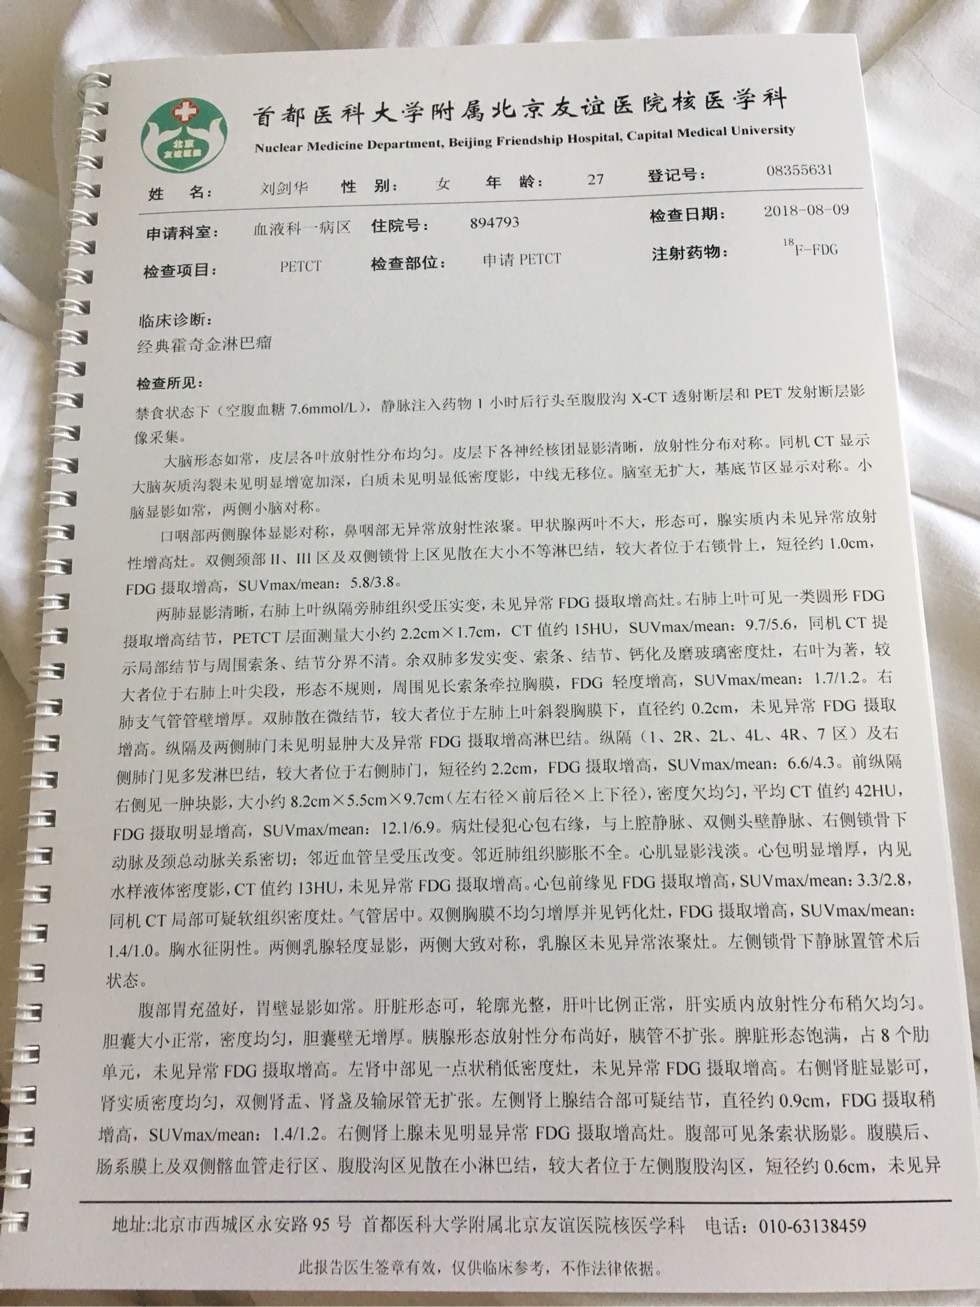 首都医科大学附属北京友谊医院核医学科
Nuclear Medicine Department, Beijing Friendship Hospital, Capital Medical University
北京
友谊医院
姓 名: 刘剑华 性 别: 女 年 龄: 27 登记号: 08355631
申请科室: 血液科一病区 住院号: 894793 检查日期: 2018-08-09
检查项目: PETCT 检查部位: 申请 PETCT 注射药物: ¹⁸F-FDG
临床诊断:
经典霍奇金淋巴瘤
检查所见:
禁食状态下（空腹血糖 7.6mmol/L），静脉注入药物 1 小时后行头至腹股沟 X-CT 透射断层和 PET 发射断层影
像采集。
大脑形态如常，皮层各叶放射性分布均匀。皮层下各神经核团显影清晰，放射性分布对称。同机 CT 显示
大脑灰质沟裂未见明显增宽加深，白质未见明显低密度影，中线无移位。脑室无扩大，基底节区显示对称。小
脑显影如常，两侧小脑对称。
口咽部两侧腺体显影对称，鼻咽部无异常放射性浓聚。甲状腺两叶不大，形态可，腺实质内未见异常放射
性增高灶。双侧颈部 II、III 区及双侧锁骨上区见散在大小不等淋巴结，较大者位于右锁骨上，短径约 1.0cm，
FDG 摄取增高，SUVmax/mean：5.8/3.8。
两肺显影清晰，右肺上叶纵隔旁肺组织受压实变，未见异常 FDG 摄取增高灶。右肺上叶可见一类圆形 FDG
摄取增高结节，PETCT 层面测量大小约 2.2cm×1.7cm，CT 值约 15HU，SUVmax/mean：9.7/5.6，同机 CT 提
示局部结节与周围索条、结节分界不清。余双肺多发实变、索条、结节、钙化及磨玻璃密度灶，右叶为著，较
大者位于右肺上叶尖段，形态不规则，周围见长索条牵拉胸膜，FDG 轻度增高，SUVmax/mean：1.7/1.2。右
肺支气管管壁增厚。双肺散在微结节，较大者位于左肺上叶斜裂胸膜下，直径约 0.2cm，未见异常 FDG 摄取
增高。纵隔及两侧肺门未见明显肿大及异常 FDG 摄取增高淋巴结。纵隔（1、2R、2L、4L、4R、7 区）及右
侧肺门见多发淋巴结，较大者位于右侧肺门，短径约 2.2cm，FDG 摄取增高，SUVmax/mean：6.6/4.3。前纵隔
右侧见一肿块影，大小约 8.2cm×5.5cm×9.7cm（左右径×前后径×上下径），密度欠均匀，平均 CT 值约 42HU，
FDG 摄取明显增高，SUVmax/mean：12.1/6.9。病灶侵犯心包右缘，与上腔静脉、双侧头壁静脉、右侧锁骨下
动脉及颈总动脉关系密切；邻近血管呈受压改变。邻近肺组织膨胀不全。心肌显影浅淡。心包明显增厚，内见
水样液体密度影，CT 值约 13HU，未见异常 FDG 摄取增高。心包前缘见 FDG 摄取增高，SUVmax/mean：3.3/2.8，
同机 CT 局部可疑软组织密度灶。气管居中。双侧胸膜不均匀增厚并见钙化灶，FDG 摄取增高，SUVmax/mean：
1.4/1.0。胸水征阴性。两侧乳腺轻度显影，两侧大致对称，乳腺区未见异常浓聚灶。左侧锁骨下静脉置管术后
状态。
腹部胃充盈好，胃壁显影如常。肝脏形态可，轮廓光整，肝叶比例正常，肝实质内放射性分布稍欠均匀。
胆囊大小正常，密度均匀，胆囊壁无增厚。胰腺形态放射性分布尚好，胰管不扩张。脾脏形态饱满，占 8 个肋
单元，未见异常 FDG 摄取增高。左肾中部见一点状稍低密度灶，未见异常 FDG 摄取增高。右侧肾脏显影可，
肾实质密度均匀，双侧肾盂、肾盏及输尿管无扩张。左侧肾上腺结合部可疑结节，直径约 0.9cm，FDG 摄取稍
增高，SUVmax/mean：1.4/1.2。右侧肾上腺未见明显异常 FDG 摄取增高灶。腹部可见条索状肠影。腹膜后、
肠系膜上及双侧髂血管走行区、腹股沟区见散在小淋巴结，较大者位于左侧腹股沟区，短径约 0.6cm，未见异
地址:北京市西城区永安路 95 号 首都医科大学附属北京友谊医院核医学科 电话：010-63138459
此报告医生签章有效，仅供临床参考，不作法律依据。